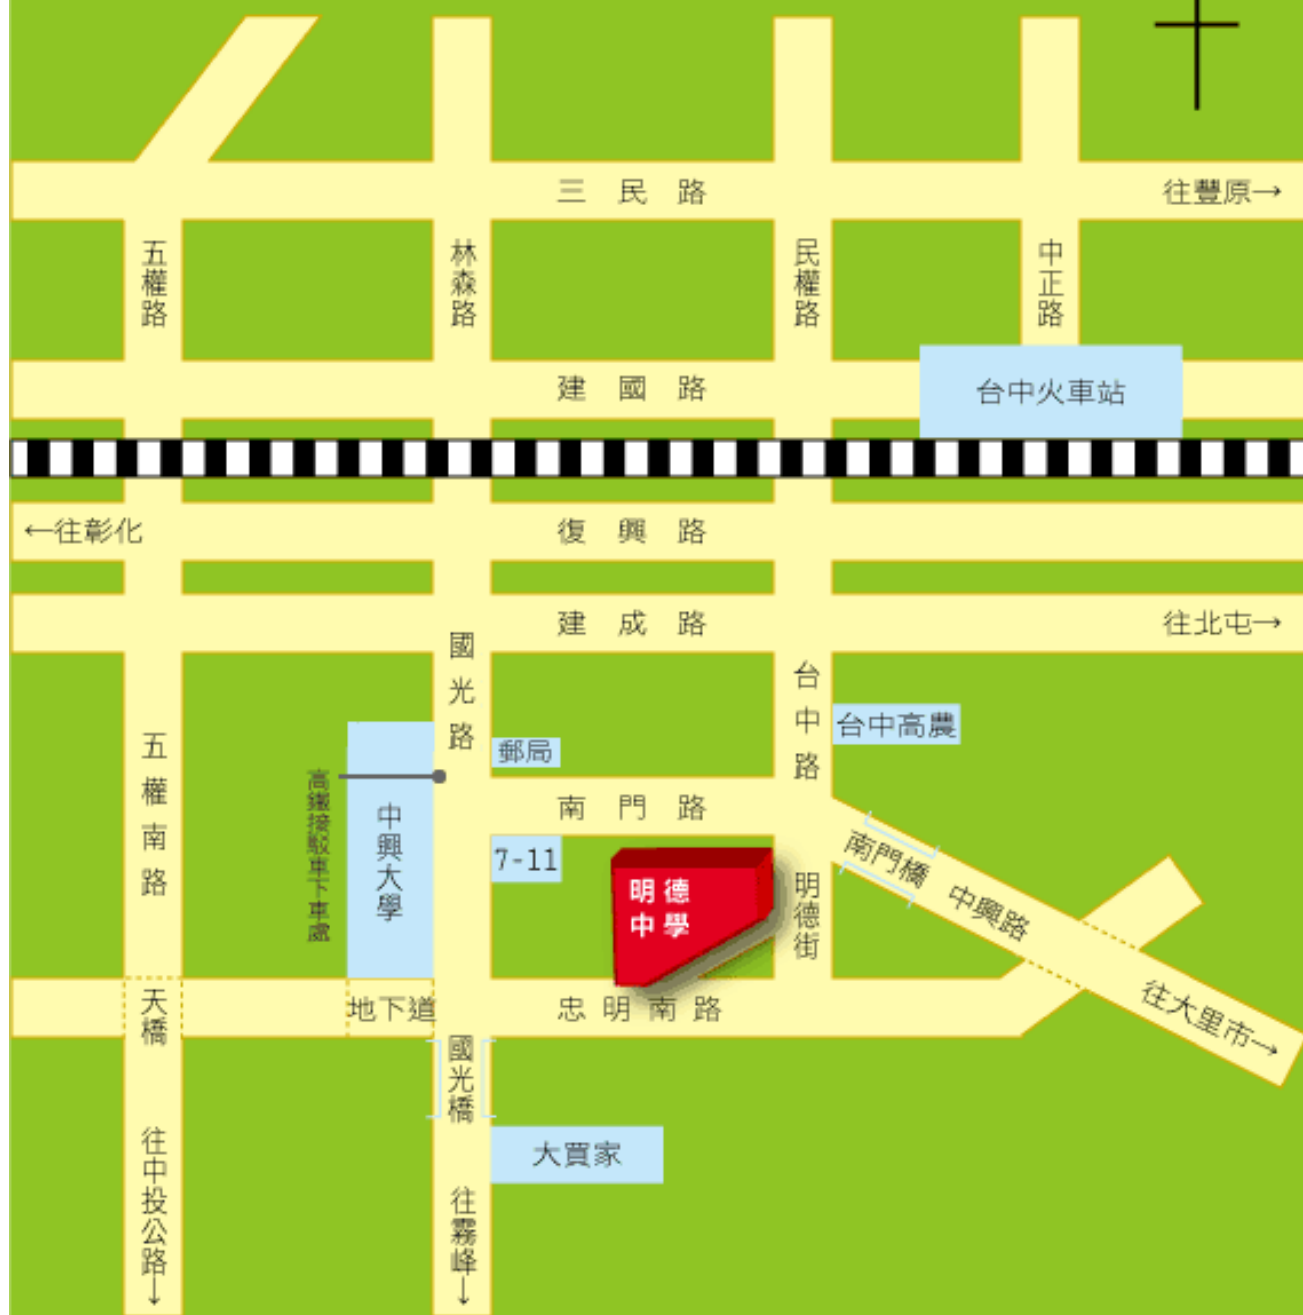 三民路
往豐原→
五權路
林森路
民權路
中正路
建國路
台中火車站
←往彰化
復興路
建成路
往北屯→
國光路
台中路
台中高農
郵局
五權南路
高鐵接駁車下車處
中興大學
南門路
7-11
明德
中學
明德街
南門橋
中興路
往大里市→
天橋
地下道
忠明南路
國光橋
大買家
往中投公路→
往霧峰→